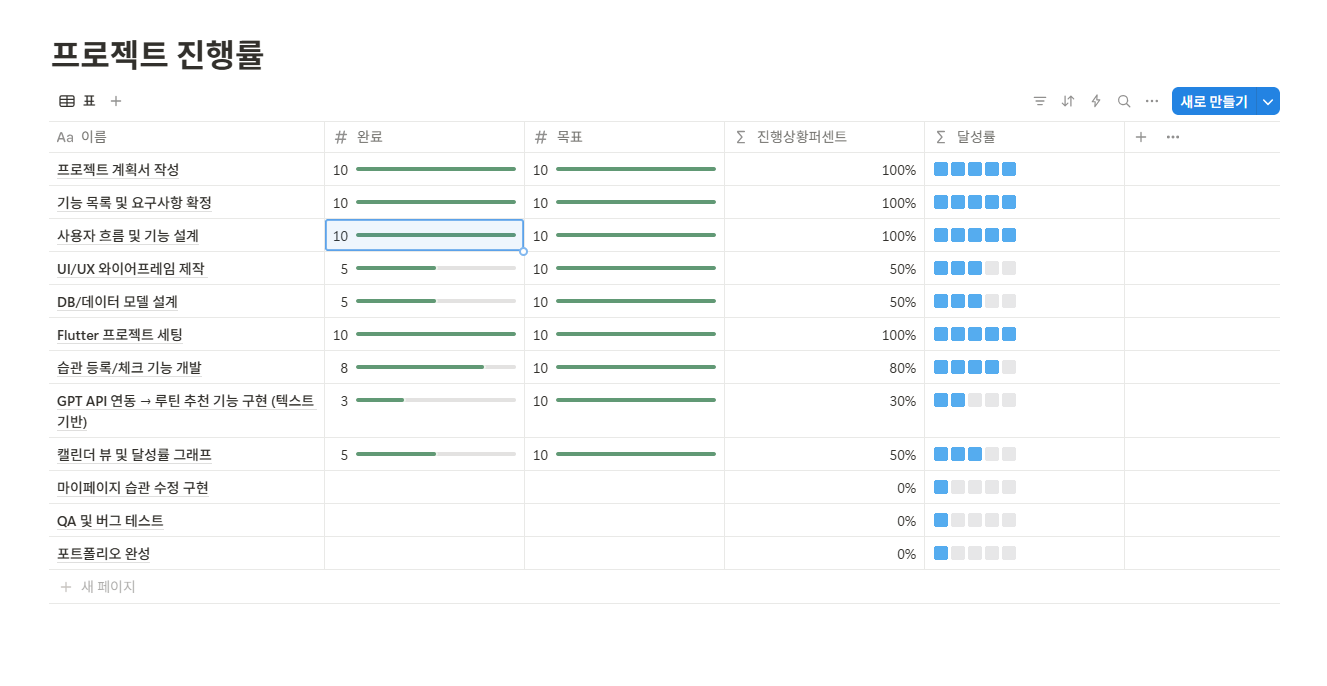 프로젝트 진행률
표
새로 만들기
Aa 이름 # 완료 # 목표 Σ 진행상황퍼센트 Σ 달성률
프로젝트 계획서 작성 10 10 100%
기능 목록 및 요구사항 확정 10 10 100%
사용자 흐름 및 기능 설계 10 10 100%
UI/UX 와이어프레임 제작 5 10 50%
DB/데이터 모델 설계 5 10 50%
Flutter 프로젝트 세팅 10 10 100%
습관 등록/체크 기능 개발 8 10 80%
GPT API 연동 → 루틴 추천 기능 구현 (텍스트 3 10 30%
기반)
캘린더 뷰 및 달성률 그래프 5 10 50%
마이페이지 습관 수정 구현 0%
QA 및 버그 테스트 0%
포트폴리오 완성 0%
+ 새 페이지